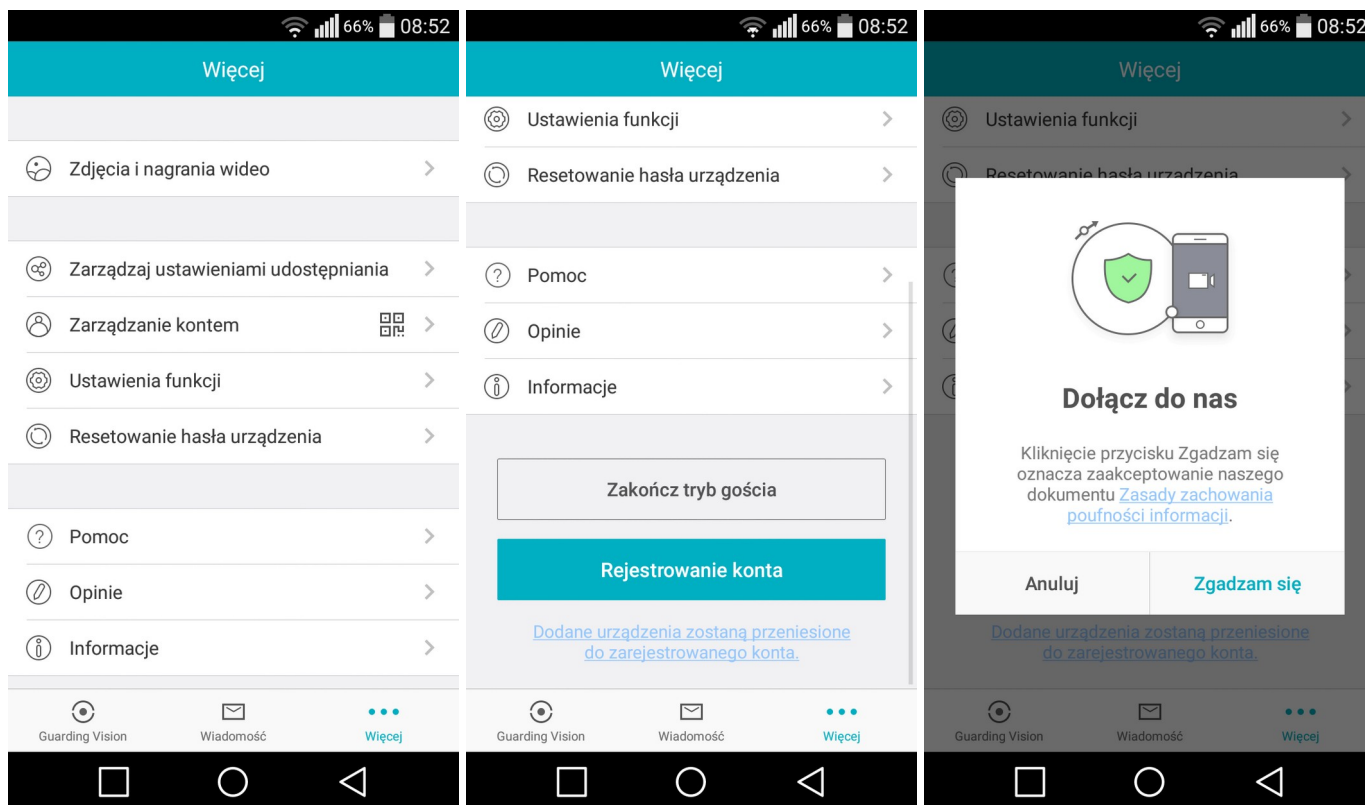 66% 08:52
Więcej
Zdjęcia i nagrania wideo
Zarządzaj ustawieniami udostępniania
Zarządzanie kontem
Ustawienia funkcji
Resetowanie hasła urządzenia
Pomoc
Opinie
Informacje
Guarding Vision
Wiadomość
Więcej
66% 08:52
Więcej
Ustawienia funkcji
Resetowanie hasła urządzenia
Pomoc
Opinie
Informacje
Zakończ tryb gościa
Rejestrowanie konta
Dodane urządzenia zostaną przeniesione
do zarejestrowanego konta.
Guarding Vision
Wiadomość
Więcej
66% 08:52
Więcej
Ustawienia funkcji
Resetowanie hasła urządzenia
Dołącz do nas
Kliknięcie przycisku Zgadzam się
oznacza zaakceptowanie naszego
dokumentu Zasady zachowania
poufności informacji.
Anuluj
Zgadzam się
Dodane urządzenia zostaną przeniesione
do zarejestrowanego konta.
Guarding Vision
Wiadomość
Więcej